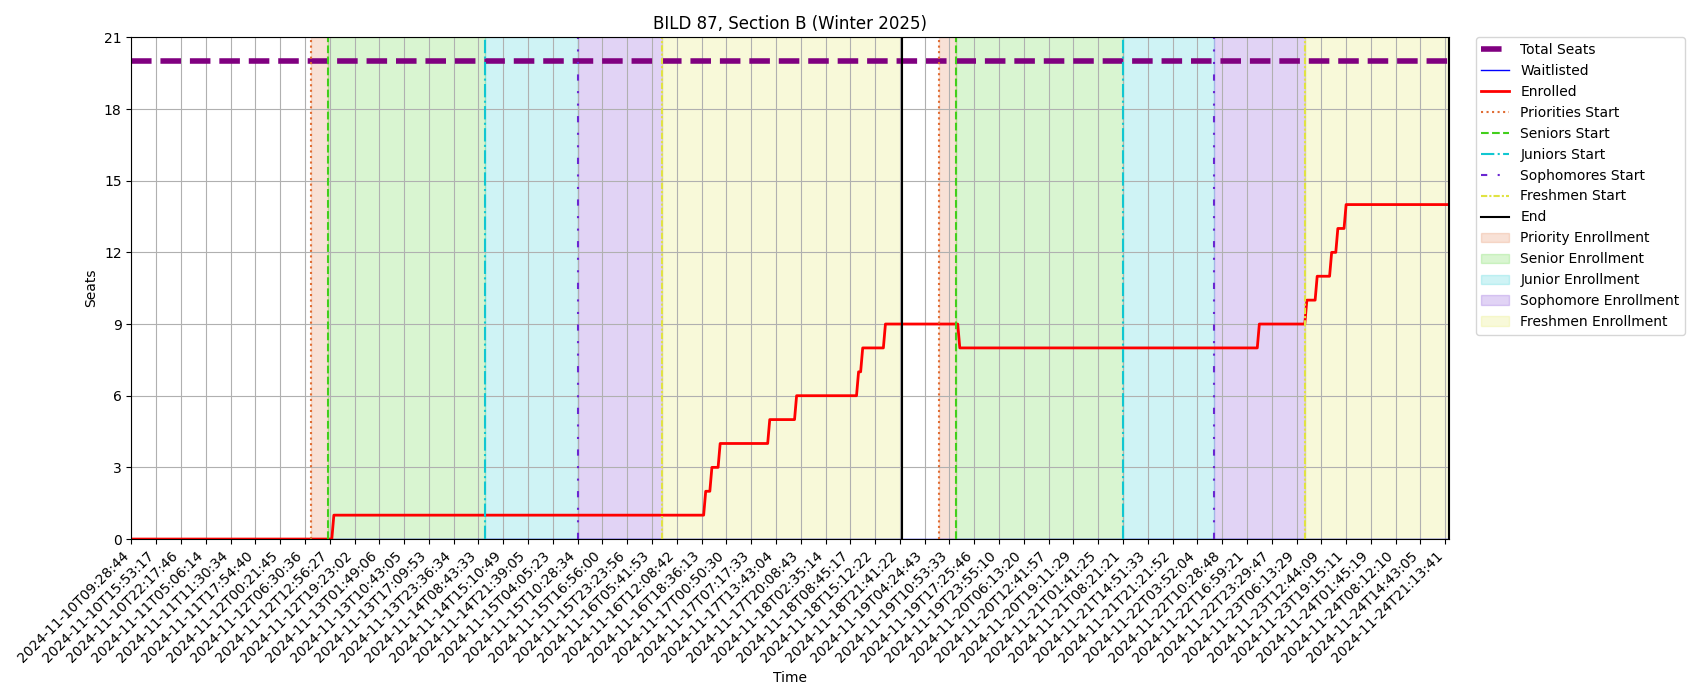 BILD 87, Section B (Winter 2025)
21
18
15
12
9
6
3
0
Seats
2024-11-10T09:28:44
2024-11-10T15:53:17
2024-11-10T22:17:46
2024-11-11T05:06:14
2024-11-11T11:30:34
2024-11-11T17:54:40
2024-11-12T00:21:45
2024-11-12T06:30:36
2024-11-12T12:56:27
2024-11-12T19:23:02
2024-11-13T01:49:06
2024-11-13T10:43:05
2024-11-13T17:09:53
2024-11-13T23:36:34
2024-11-14T08:43:33
2024-11-14T15:10:49
2024-11-14T21:39:05
2024-11-15T04:05:23
2024-11-15T10:28:34
2024-11-15T16:56:00
2024-11-15T23:23:56
2024-11-16T05:41:53
2024-11-16T12:08:42
2024-11-16T18:36:13
2024-11-17T00:50:30
2024-11-17T07:17:33
2024-11-17T13:43:04
2024-11-17T20:08:43
2024-11-18T02:35:14
2024-11-18T08:45:17
2024-11-18T15:12:22
2024-11-18T21:41:22
2024-11-19T04:24:43
2024-11-19T10:53:33
2024-11-19T17:25:46
2024-11-19T23:55:10
2024-11-20T06:13:20
2024-11-20T12:41:57
2024-11-20T19:11:29
2024-11-21T01:41:25
2024-11-21T08:21:21
2024-11-21T14:51:33
2024-11-21T21:21:52
2024-11-22T03:52:04
2024-11-22T10:28:48
2024-11-22T16:59:21
2024-11-22T23:29:47
2024-11-23T06:13:29
2024-11-23T12:44:09
2024-11-23T19:15:11
2024-11-24T01:45:19
2024-11-24T08:12:10
2024-11-24T14:43:05
2024-11-24T21:13:41
Time
Total Seats
Waitlisted
Enrolled
Priorities Start
Seniors Start
Juniors Start
Sophomores Start
Freshmen Start
End
Priority Enrollment
Senior Enrollment
Junior Enrollment
Sophomore Enrollment
Freshmen Enrollment